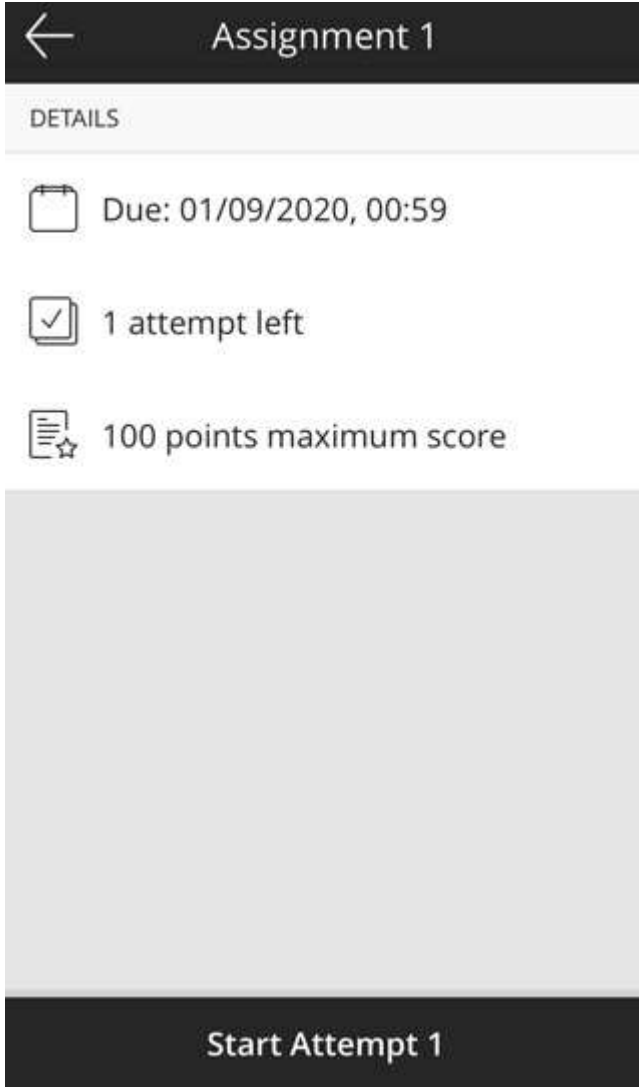 Assignment 1
DETAILS
Due: 01/09/2020, 00:59
1 attempt left
100 points maximum score
Start Attempt 1